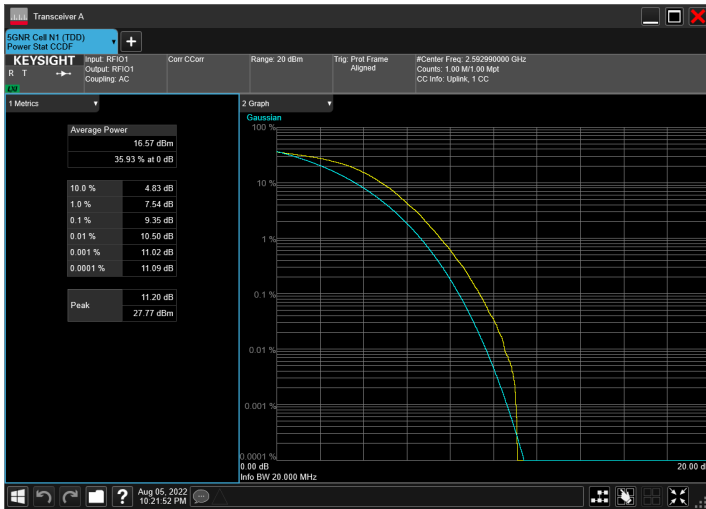 Transceiver A
5GNR Cell N1 (TDD)
Power Stat CCDF
KEYSIGHT
R T
Input: RFIO1
Output: RFIO1
Coupling: AC
Corr CCorr
Range: 20 dBm
Trig: Prot Frame
Aligned
#Center Freq: 2.592990000 GHz
Counts: 1.00 M/1.00 Mpt
CC Info: Uplink, 1 CC
1 Metrics
Average Power
16.57 dBm
35.93 % at 0 dB
10.0 % 4.83 dB
1.0 % 7.54 dB
0.1 % 9.35 dB
0.01 % 10.50 dB
0.001 % 11.02 dB
0.0001 % 11.09 dB
Peak
11.20 dB
27.77 dBm
2 Graph
Gaussian
100 %
10 %
1 %
0.1 %
0.01 %
0.001 %
0.0001 %
0.00 dB
20.00 d
Info BW 20.000 MHz
Aug 05, 2022
10:21:52 PM